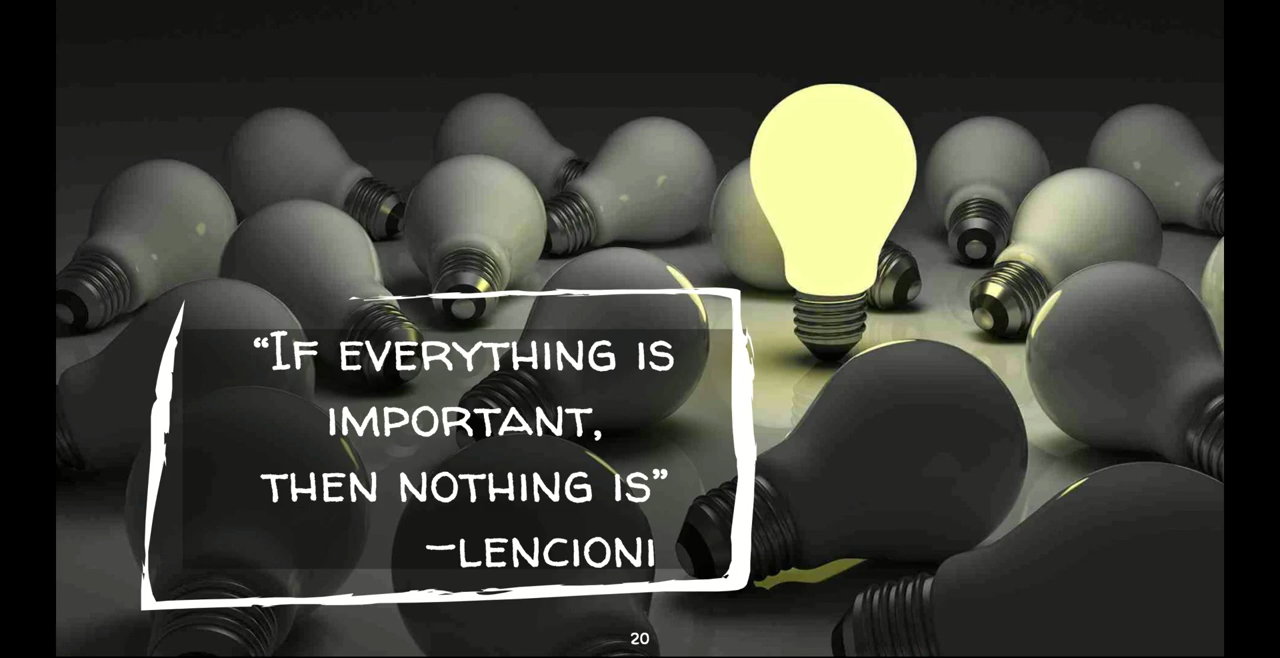 “If everything is
important,
then nothing is”
–Lencioni
20